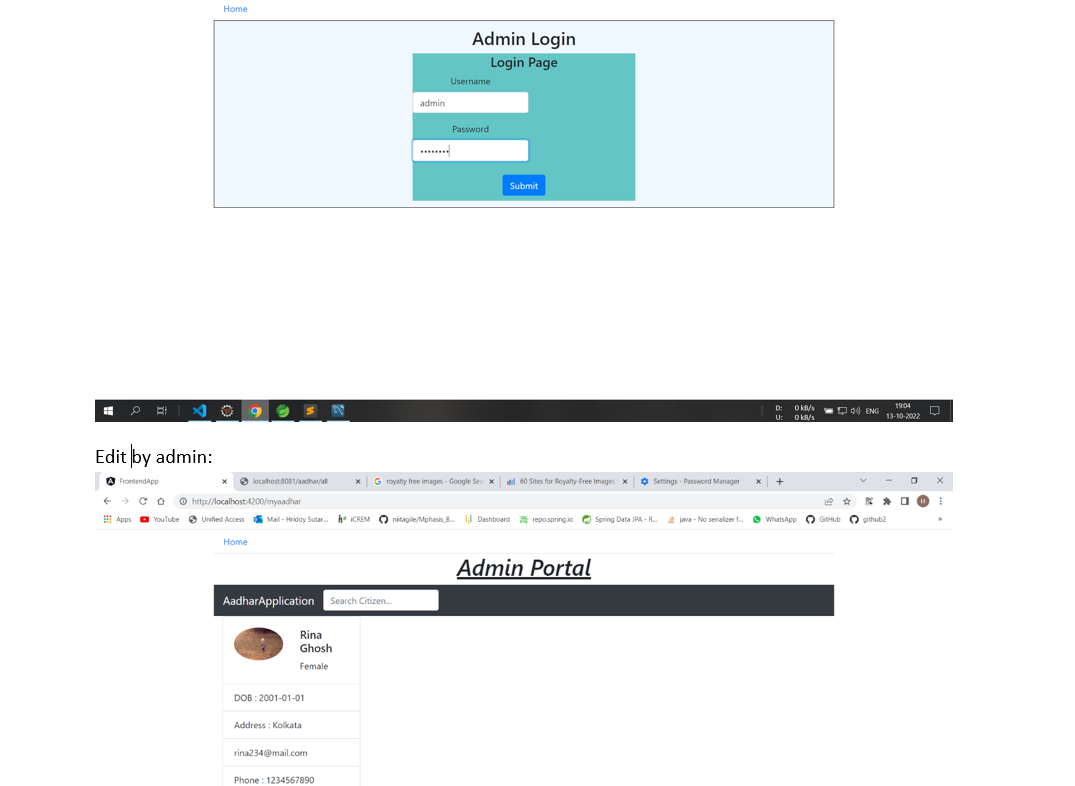 Home
Admin Login
Login Page
Username
admin
Password
Submit
D: 0 kB/s
U: 0 kB/s
ENG
19:04
13-10-2022
Edit by admin:
FrontendApp
localhost:8081/aadhar/all
royalty free images - Google Sea
60 Sites for Royalty-Free Images
Settings - Password Manager
http://localhost:4200/myaadhar
H
Apps YouTube Unified Access Mail - Hridoy Sutar... iCREM niitagile/Mphasis_B... Dashboard repo.spring.io Spring Data JPA - R... java - No serializer f... WhatsApp GitHub github2 »
Home
Admin Portal
AadharApplication Search Citizen...
Rina
Ghosh
Female
DOB : 2001-01-01
Address : Kolkata
rina234@mail.com
Phone : 1234567890